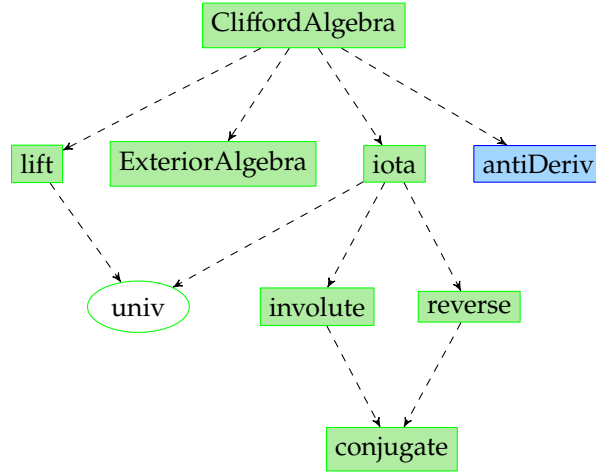 CliffordAlgebra
lift
ExteriorAlgebra
iota
antiDeriv
univ
involute
reverse
conjugate